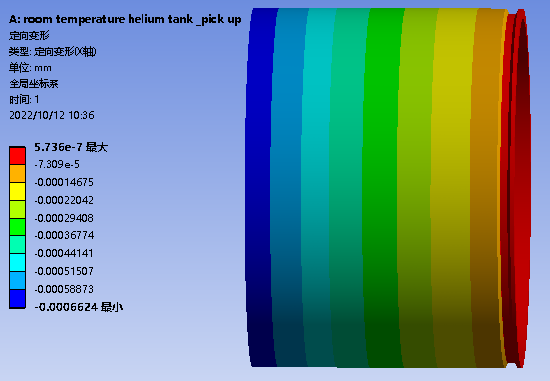 A: room temperature helium tank _pick up
定向变形
类型: 定向变形(X轴)
单位: mm
全局坐标系
时间: 1
2022/10/12 10:36
5.736e-7 最大
-7.309e-5
-0.00014675
-0.00022042
-0.00029408
-0.00036774
-0.00044141
-0.00051507
-0.00058873
-0.0006624 最小